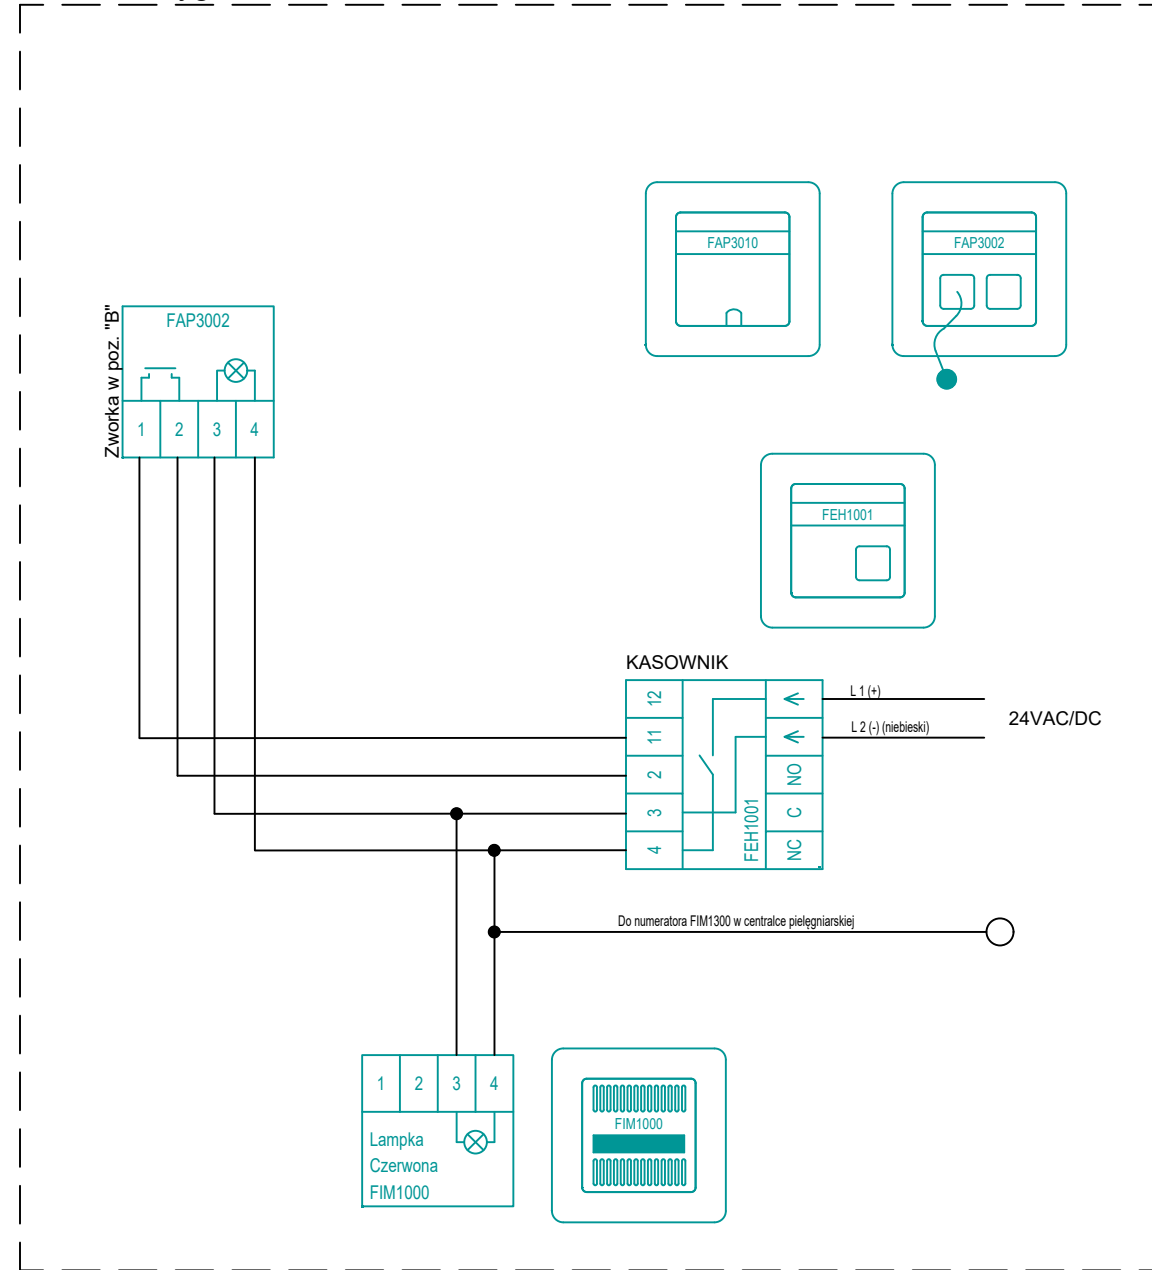 FAP3010
FAP3002
Zworka w poz. "B"
FAP3002
1 2 3 4
FEH1001
KASOWNIK
12
11
2
3
4
FEH1001
NO
C
NC
L 1 (+)
L 2 (-) (niebieski)
24VAC/DC
Do numeratora FIM1300 w centralce pielęgniarskiej
1 2 3 4
Lampka
Czerwona
FIM1000
FIM1000